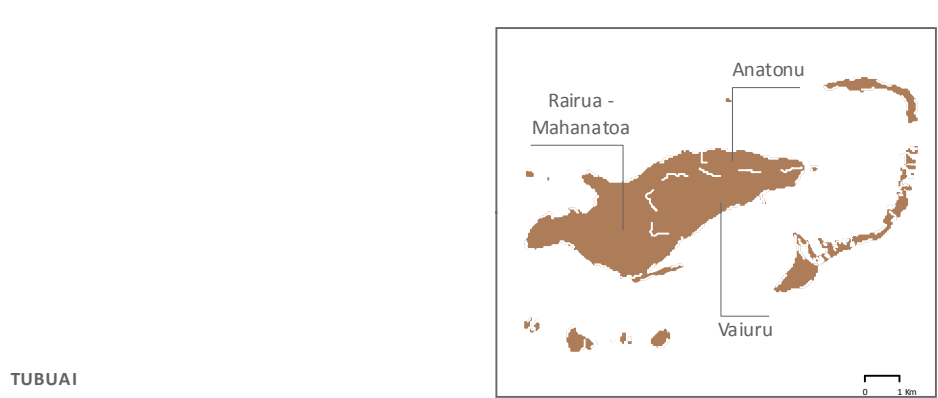 Anatonu
Rairua -
Mahanatoa
Vaiuru
TUBUAI
0 1 Km